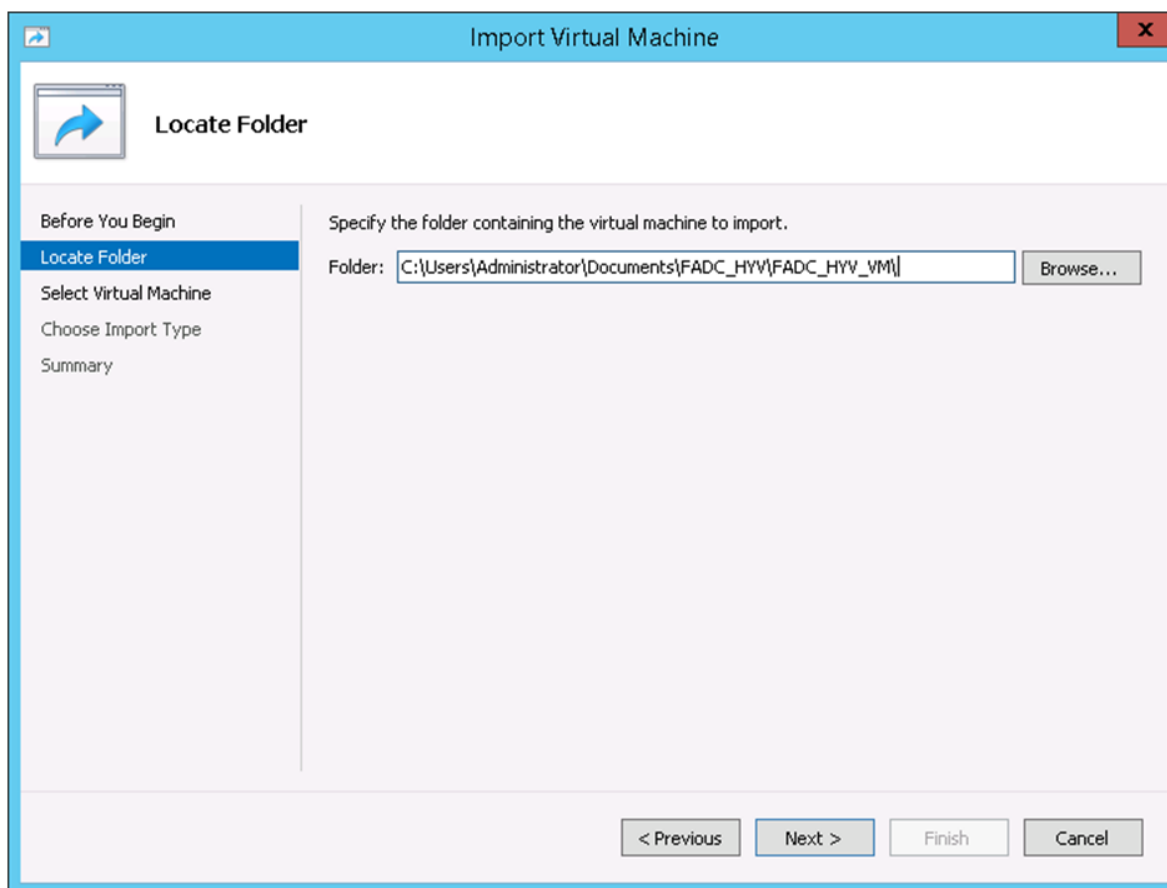 Import Virtual Machine
x
Locate Folder
Before You Begin
Locate Folder
Select Virtual Machine
Choose Import Type
Summary
Specify the folder containing the virtual machine to import.
Folder: C:\Users\Administrator\Documents\FADC_HYV\FADC_HYV_VM\ Browse...
< Previous Next > Finish Cancel